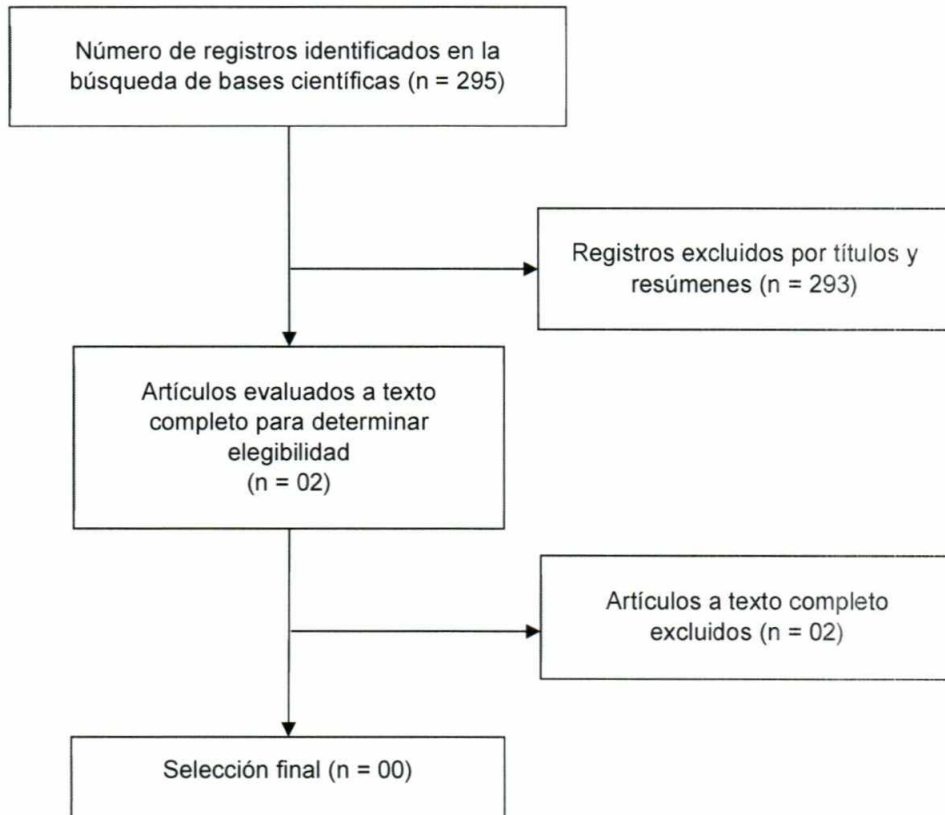 Número de registros identificados en la
búsqueda de bases científicas (n = 295)
Registros excluidos por títulos y
resúmenes (n = 293)
Artículos evaluados a texto
completo para determinar
elegibilidad
(n = 02)
Artículos a texto completo
excluidos (n = 02)
Selección final (n = 00)